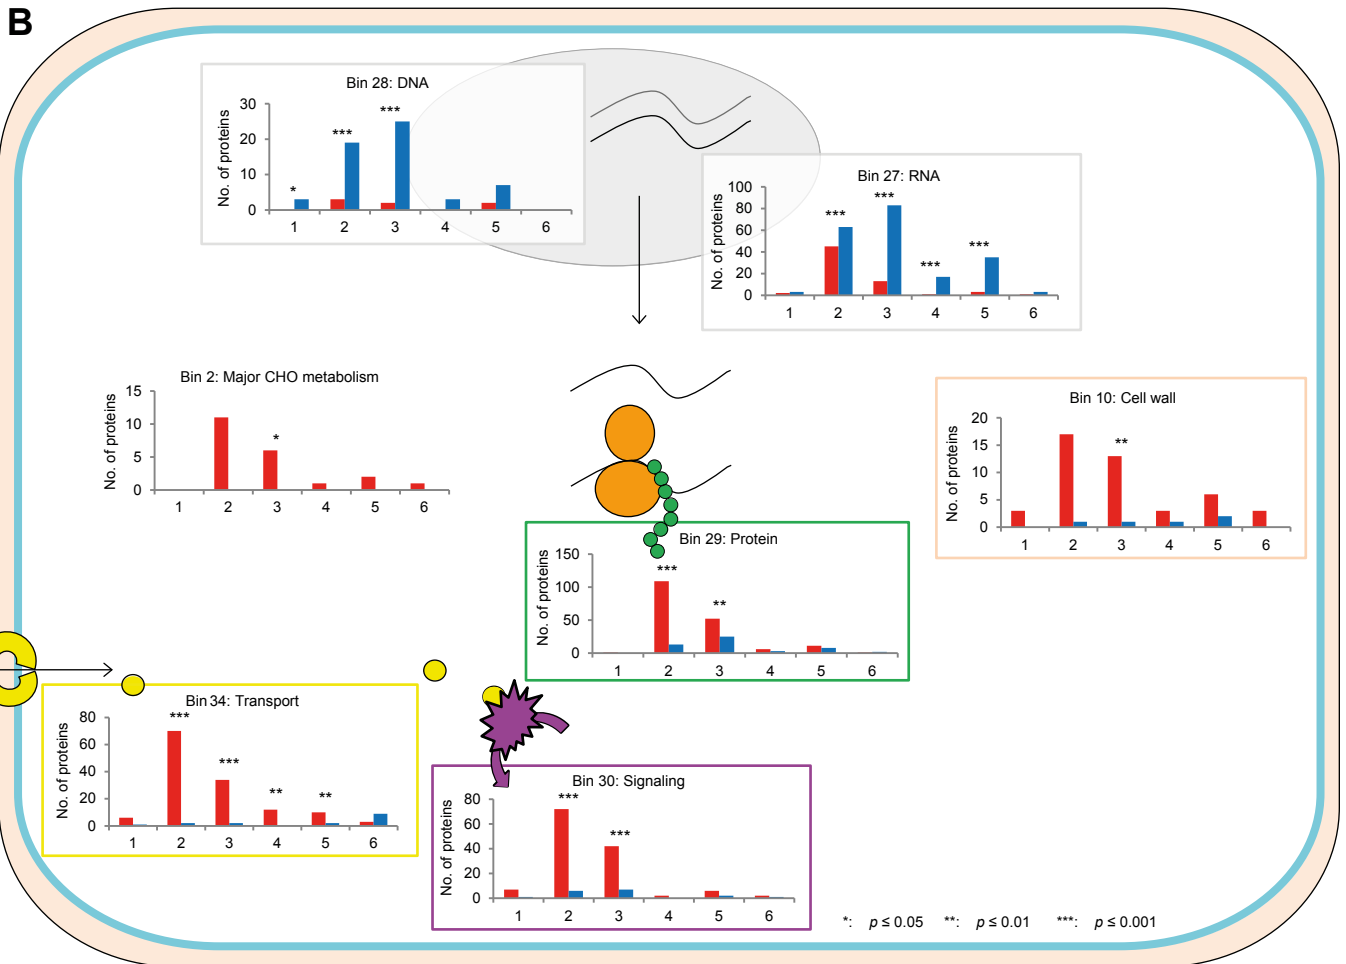 B
Bin 28: DNA
No. of proteins
30
20
10
0
*
***
***
1 2 3 4 5 6
Bin 27: RNA
No. of proteins
100
80
60
40
20
0
***
***
***
***
1 2 3 4 5 6
Bin 2: Major CHO metabolism
No. of proteins
15
10
5
0
*
1 2 3 4 5 6
Bin 10: Cell wall
No. of proteins
20
15
10
5
0
**
1 2 3 4 5 6
Bin 29: Protein
No. of proteins
150
100
50
0
***
**
1 2 3 4 5 6
Bin 34: Transport
No. of proteins
80
60
40
20
0
***
***
**
**
1 2 3 4 5 6
Bin 30: Signaling
No. of proteins
80
60
40
20
0
***
***
1 2 3 4 5 6
*: p ≤ 0.05 **: p ≤ 0.01 ***: p ≤ 0.001